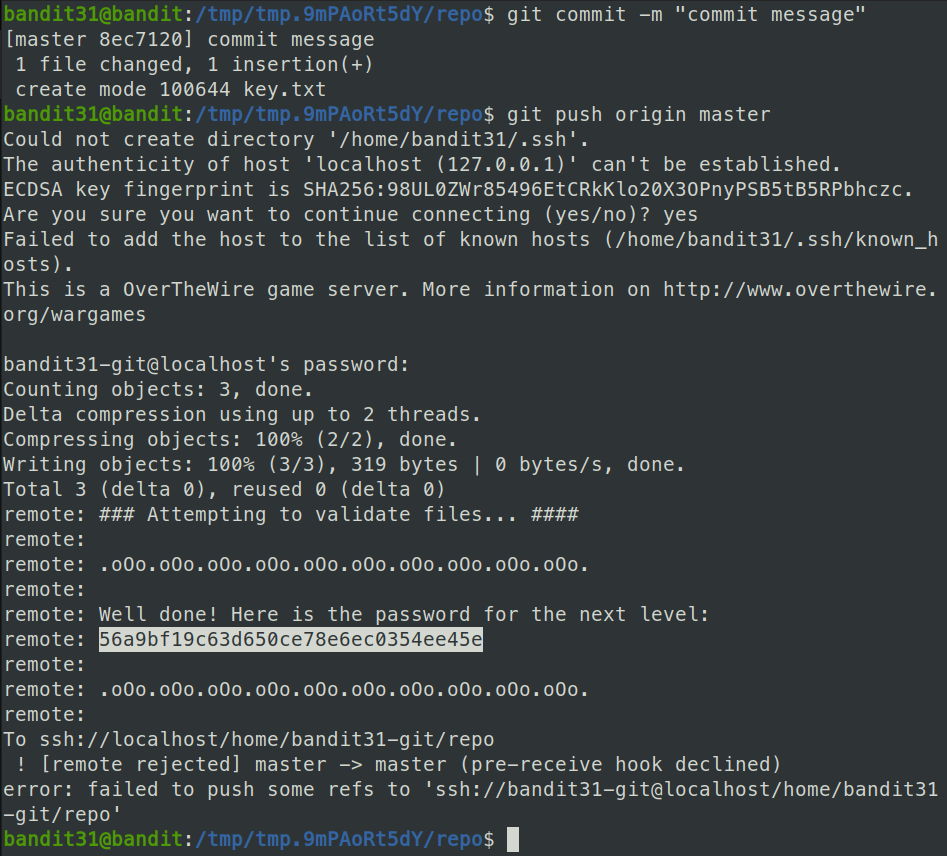 bandit31@bandit:/tmp/tmp.9mPAoRt5dY/repo$ git commit -m "commit message"
[master 8ec7120] commit message
 1 file changed, 1 insertion(+)
 create mode 100644 key.txt
bandit31@bandit:/tmp/tmp.9mPAoRt5dY/repo$ git push origin master
Could not create directory '/home/bandit31/.ssh'.
The authenticity of host 'localhost (127.0.0.1)' can't be established.
ECDSA key fingerprint is SHA256:98UL0ZWr85496EtCRkKlo20X3OPnyPSB5tB5RPbhczc.
Are you sure you want to continue connecting (yes/no)? yes
Failed to add the host to the list of known hosts (/home/bandit31/.ssh/known_h
osts).
This is a OverTheWire game server. More information on http://www.overthewire.
org/wargames

bandit31-git@localhost's password:
Counting objects: 3, done.
Delta compression using up to 2 threads.
Compressing objects: 100% (2/2), done.
Writing objects: 100% (3/3), 319 bytes | 0 bytes/s, done.
Total 3 (delta 0), reused 0 (delta 0)
remote: ### Attempting to validate files... ####
remote:
remote: .oOo.oOo.oOo.oOo.oOo.oOo.oOo.oOo.oOo.oOo.
remote:
remote: Well done! Here is the password for the next level:
remote: 56a9bf19c63d650ce78e6ec0354ee45e
remote:
remote: .oOo.oOo.oOo.oOo.oOo.oOo.oOo.oOo.oOo.oOo.
remote:
To ssh://localhost/home/bandit31-git/repo
 ! [remote rejected] master -> master (pre-receive hook declined)
error: failed to push some refs to 'ssh://bandit31-git@localhost/home/bandit31
-git/repo'
bandit31@bandit:/tmp/tmp.9mPAoRt5dY/repo$